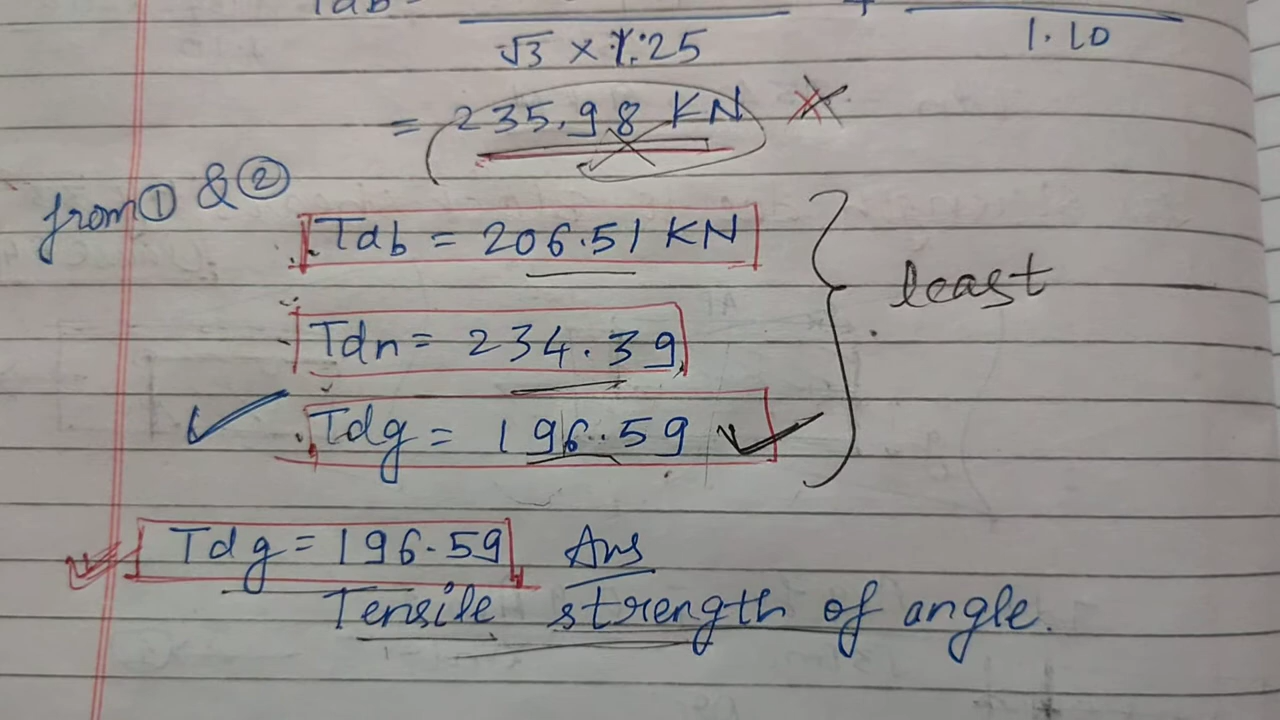 Tdb =
√3 × 1.25 + 1.10
= 235.98 KN
from ① & ②
Tdb = 206.51 KN
Tdn = 234.39
least
Tdg = 196.59
Tdg = 196.59 Ans
Tensile strength of angle.